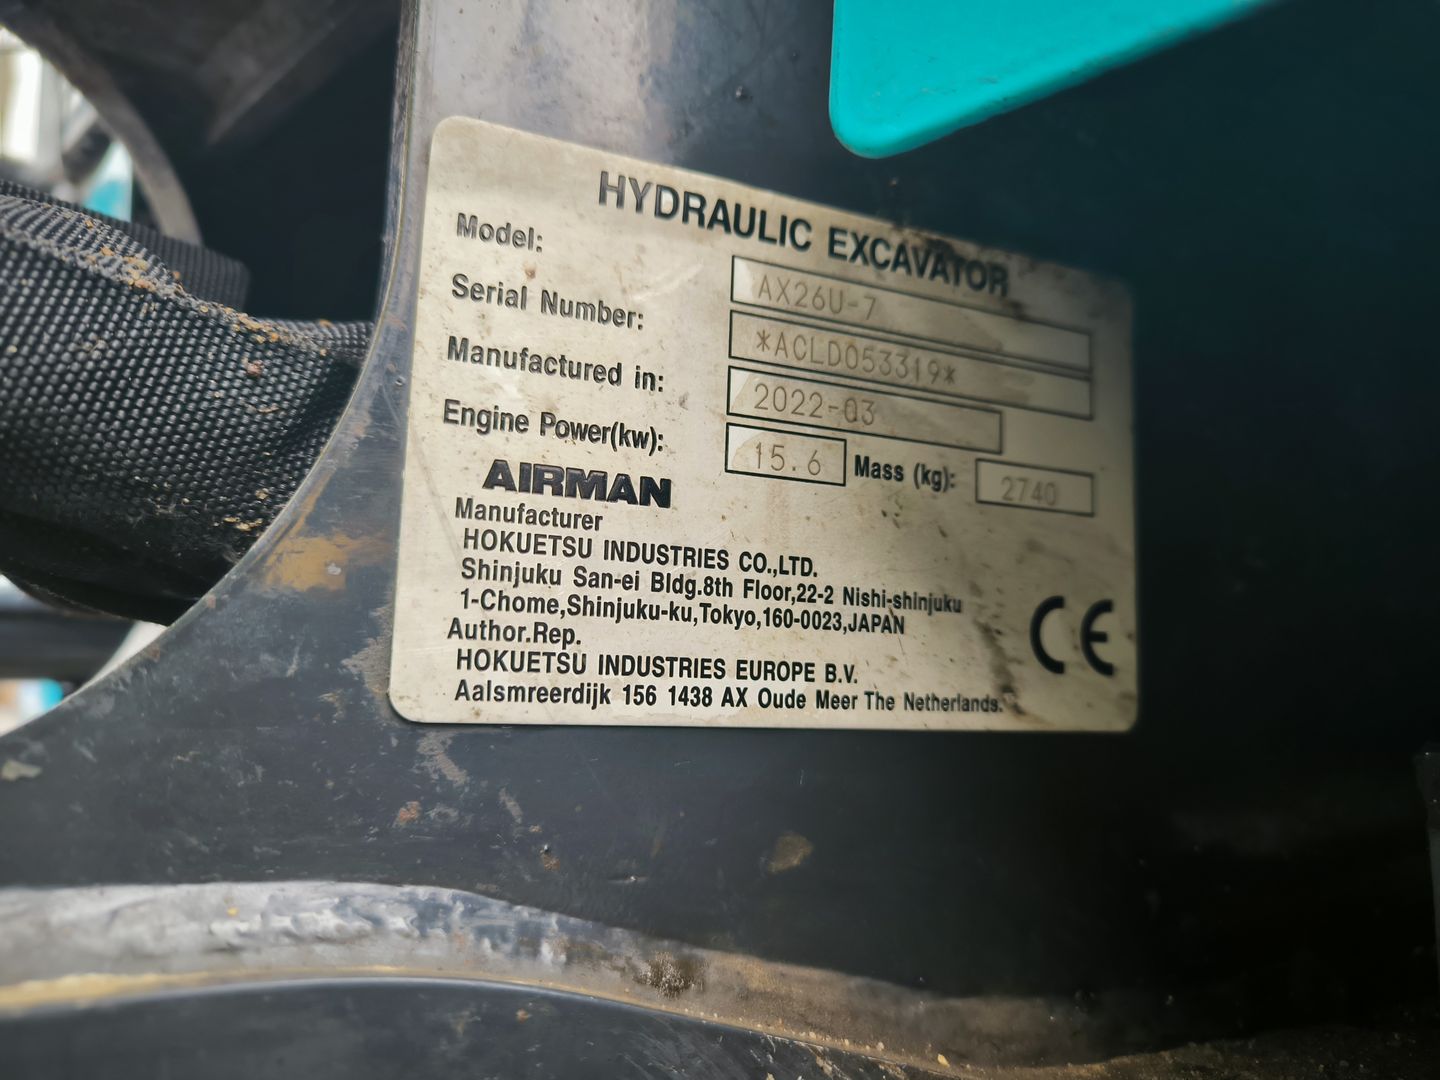 HYDRAULIC EXCAVATOR
Model: AX26U-7
Serial Number: *ACLD053319*
Manufactured in: 2022-Q3
Engine Power(kw): 15.6 Mass (kg): 2740
AIRMAN
Manufacturer
HOKUETSU INDUSTRIES CO.,LTD.
Shinjuku San-ei Bldg.8th Floor,22-2 Nishi-shinjuku
1-Chome,Shinjuku-ku,Tokyo,160-0023,JAPAN
Author.Rep.
HOKUETSU INDUSTRIES EUROPE B.V.
Aalsmreerdijk 156 1438 AX Oude Meer The Netherlands.
CE